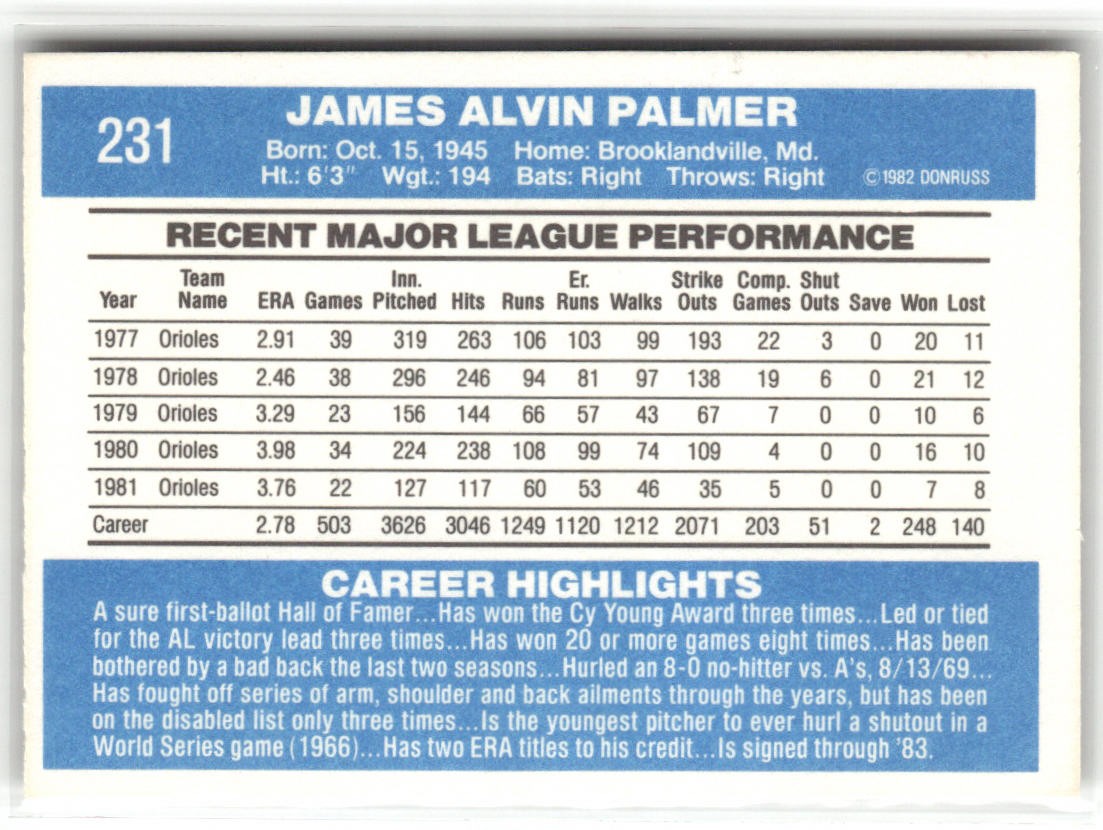 231
JAMES ALVIN PALMER
Born: Oct. 15, 1945 Home: Brooklandville, Md.
Ht.: 6'3" Wgt.: 194 Bats: Right Throws: Right
©1982 DONRUSS
RECENT MAJOR LEAGUE PERFORMANCE
Year Team Name ERA Games Inn. Pitched Hits Runs Er. Runs Walks Strike Outs Comp. Games Shut Outs Save Won Lost
1977 Orioles 2.91 39 319 263 106 103 99 193 22 3 0 20 11
1978 Orioles 2.46 38 296 246 94 81 97 138 19 6 0 21 12
1979 Orioles 3.29 23 156 144 66 57 43 67 7 0 0 10 6
1980 Orioles 3.98 34 224 238 108 99 74 109 4 0 0 16 10
1981 Orioles 3.76 22 127 117 60 53 46 35 5 0 0 7 8
Career 2.78 503 3626 3046 1249 1120 1212 2071 203 51 2 248 140
CAREER HIGHLIGHTS
A sure first-ballot Hall of Famer...Has won the Cy Young Award three times...Led or tied
for the AL victory lead three times...Has won 20 or more games eight times...Has been
bothered by a bad back the last two seasons...Hurled an 8-0 no-hitter vs. A's, 8/13/69...
Has fought off series of arm, shoulder and back ailments through the years, but has been
on the disabled list only three times...Is the youngest pitcher to ever hurl a shutout in a
World Series game (1966)...Has two ERA titles to his credit...Is signed through '83.